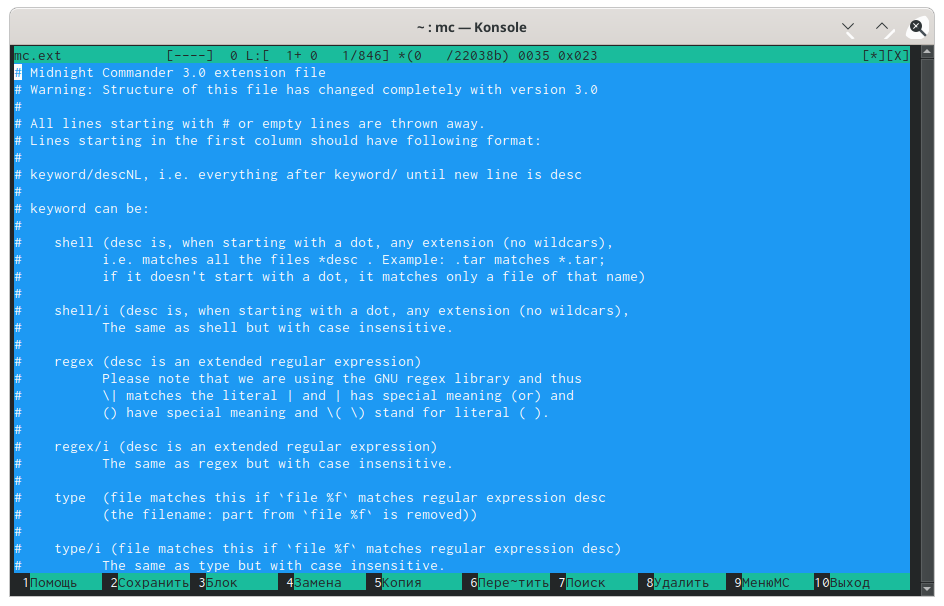 ~ : mc — Konsole
mc.ext [----] 0 L:[ 1+ 0 1/846] *(0 /22038b) 0035 0x023 [*][X]
# Midnight Commander 3.0 extension file
# Warning: Structure of this file has changed completely with version 3.0
#
# All lines starting with # or empty lines are thrown away.
# Lines starting in the first column should have following format:
#
# keyword/descNL, i.e. everything after keyword/ until new line is desc
#
# keyword can be:
#
# shell (desc is, when starting with a dot, any extension (no wildcars),
# i.e. matches all the files *desc . Example: .tar matches *.tar;
# if it doesn't start with a dot, it matches only a file of that name)
#
# shell/i (desc is, when starting with a dot, any extension (no wildcars),
# The same as shell but with case insensitive.
#
# regex (desc is an extended regular expression)
# Please note that we are using the GNU regex library and thus
# \| matches the literal | and | has special meaning (or) and
# () have special meaning and \( \) stand for literal ( ).
#
# regex/i (desc is an extended regular expression)
# The same as regex but with case insensitive.
#
# type (file matches this if `file %f` matches regular expression desc
# (the filename: part from `file %f` is removed))
#
# type/i (file matches this if `file %f` matches regular expression desc)
# The same as type but with case insensitive.
1Помощь 2Сохранить 3Блок 4Замена 5Копия 6Пере~тить 7Поиск 8Удалить 9МенюMC 10Выход